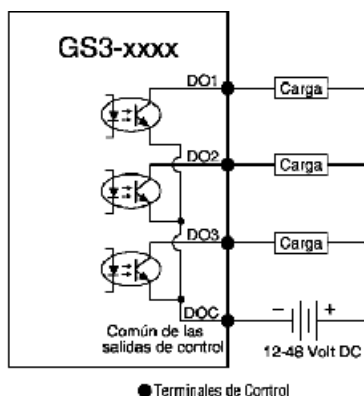 GS3-xxxx
DO1
Carga
DO2
Carga
DO3
Carga
DOC
Común de las
salidas de control
− +
12-48 Volt DC
Terminales de Control